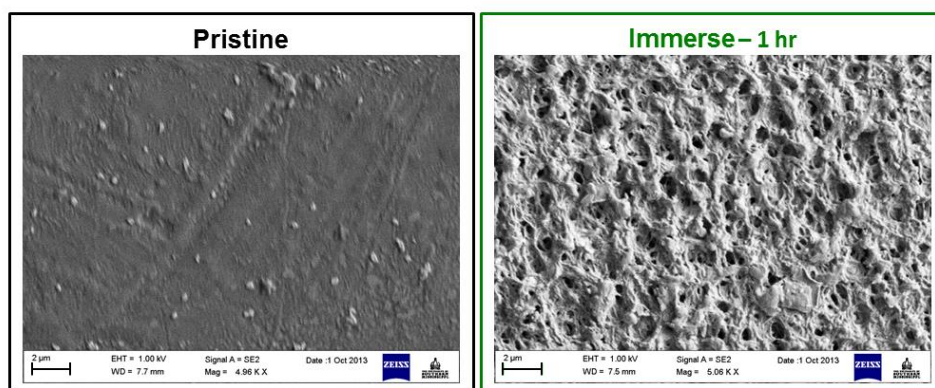 Pristine
2 µm
EHT = 1.00 kV
WD = 7.7 mm
Signal A = SE2
Mag = 4.96 K X
Date :1 Oct 2013
ZEISS
Immerse – 1 hr
2 µm
EHT = 1.00 kV
WD = 7.5 mm
Signal A = SE2
Mag = 5.06 K X
Date :1 Oct 2013
ZEISS